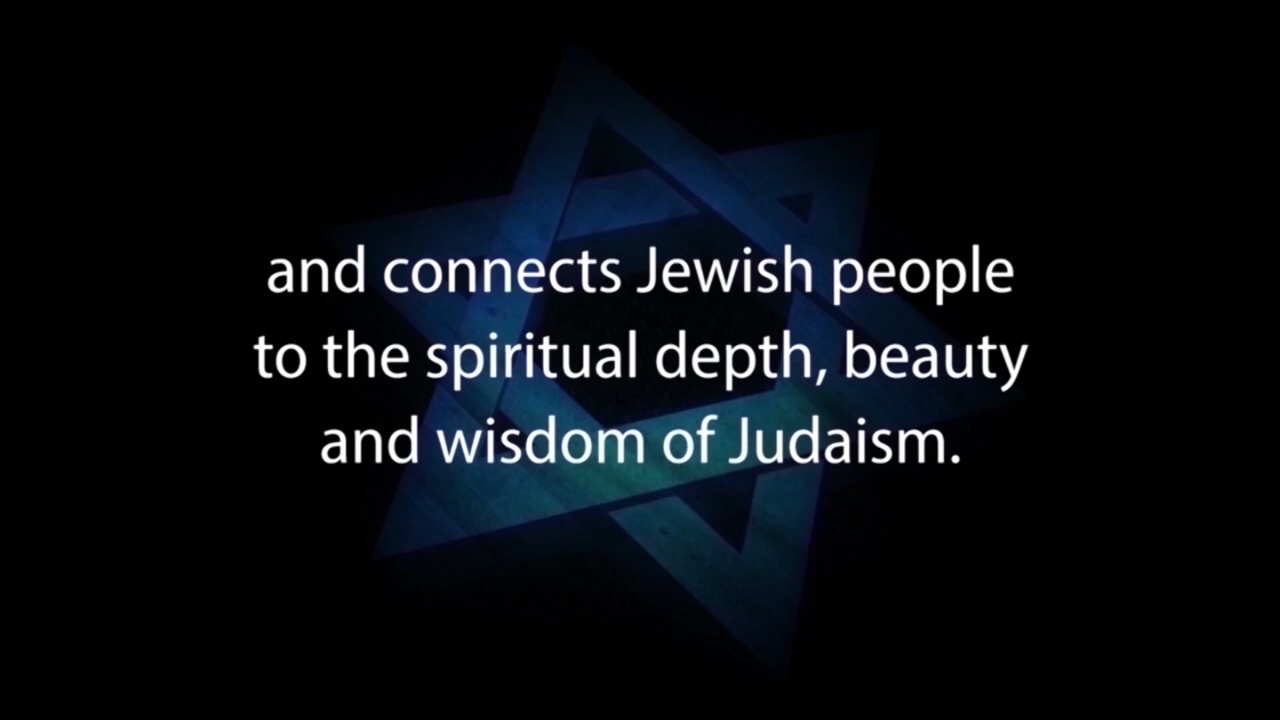 and connects Jewish people
to the spiritual depth, beauty
and wisdom of Judaism.